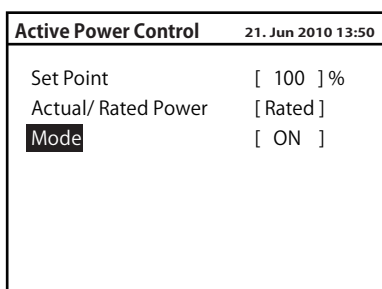 Active Power Control 21. Jun 2010 13:50
Set Point [ 100 ] %
Actual/ Rated Power [ Rated ]
Mode [ ON ]